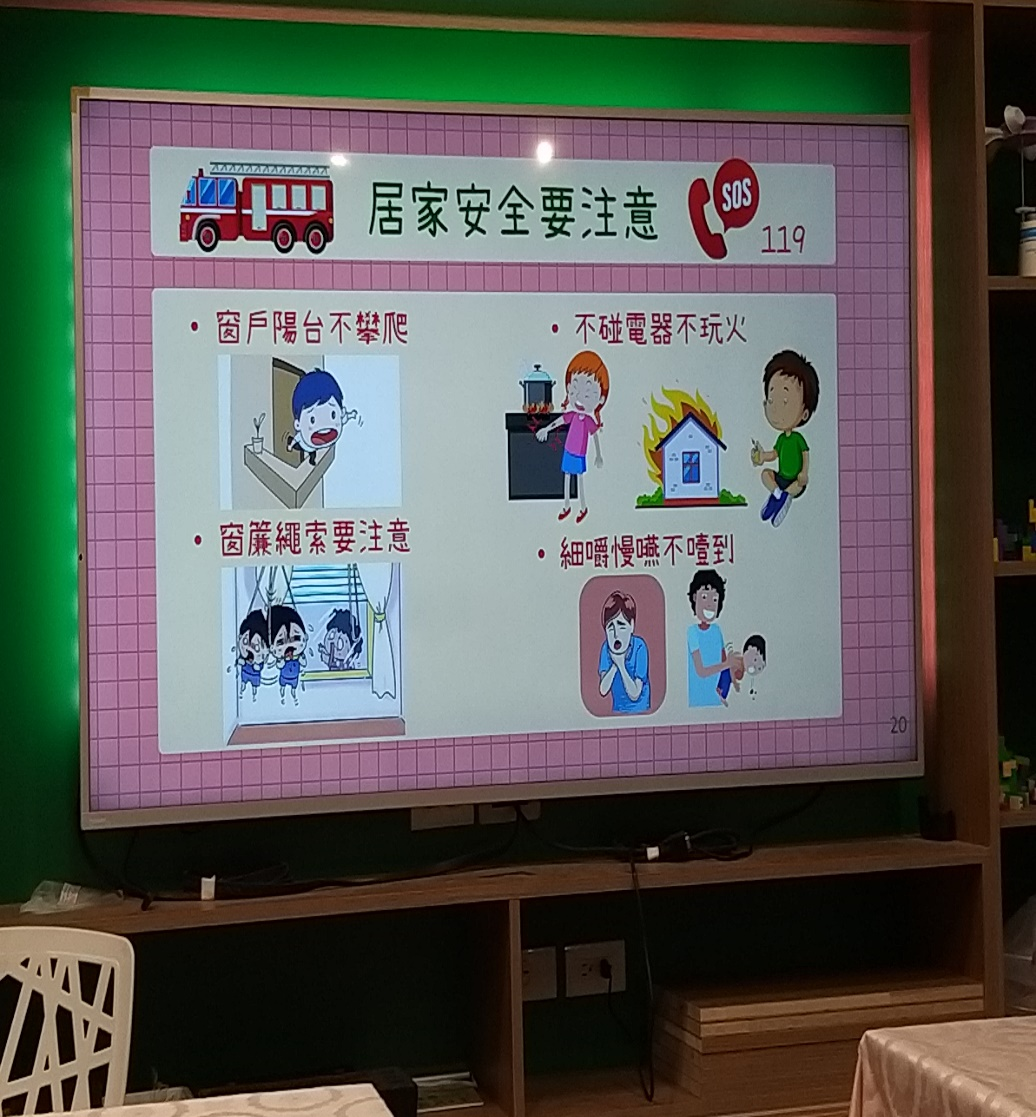 居家安全要注意
SOS
119
• 窗戶陽台不攀爬
• 不碰電器不玩火
• 窗簾繩索要注意
• 細嚼慢嚥不噎到
20